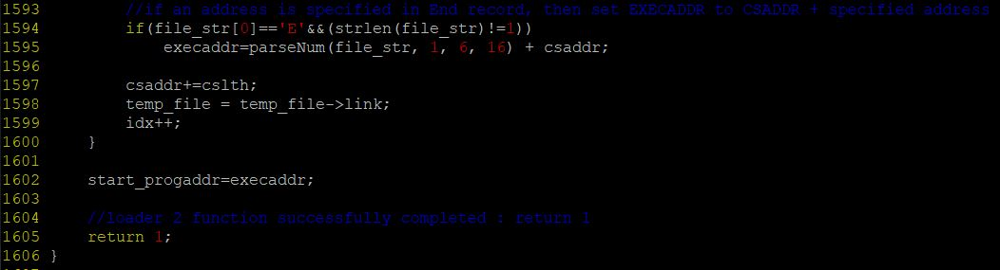 1593         //if an address is specified in End record, then set EXECADDR to CSADDR + specified address
1594         if(file_str[0]=='E'&&(strlen(file_str)!=1))
1595             execaddr=parseNum(file_str, 1, 6, 16) + csaddr;
1596
1597         csaddr+=cslth;
1598         temp_file = temp_file->link;
1599         idx++;
1600     }
1601
1602     start_progaddr=execaddr;
1603
1604     //loader 2 function successfully completed : return 1
1605     return 1;
1606 }